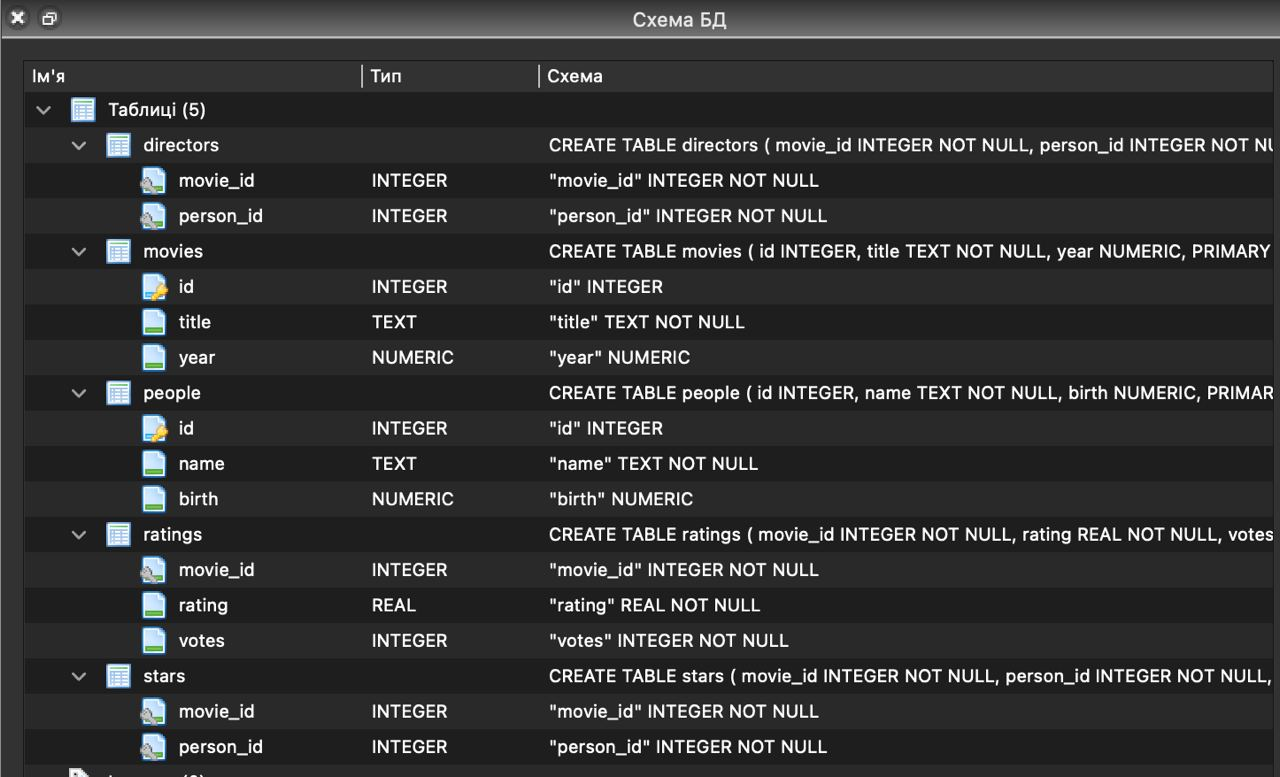 Схема БД
Ім'я Тип Схема
Таблиці (5)
directors CREATE TABLE directors ( movie_id INTEGER NOT NULL, person_id INTEGER NOT NU
movie_id INTEGER "movie_id" INTEGER NOT NULL
person_id INTEGER "person_id" INTEGER NOT NULL
movies CREATE TABLE movies ( id INTEGER, title TEXT NOT NULL, year NUMERIC, PRIMARY
id INTEGER "id" INTEGER
title TEXT "title" TEXT NOT NULL
year NUMERIC "year" NUMERIC
people CREATE TABLE people ( id INTEGER, name TEXT NOT NULL, birth NUMERIC, PRIMAR
id INTEGER "id" INTEGER
name TEXT "name" TEXT NOT NULL
birth NUMERIC "birth" NUMERIC
ratings CREATE TABLE ratings ( movie_id INTEGER NOT NULL, rating REAL NOT NULL, votes
movie_id INTEGER "movie_id" INTEGER NOT NULL
rating REAL "rating" REAL NOT NULL
votes INTEGER "votes" INTEGER NOT NULL
stars CREATE TABLE stars ( movie_id INTEGER NOT NULL, person_id INTEGER NOT NULL,
movie_id INTEGER "movie_id" INTEGER NOT NULL
person_id INTEGER "person_id" INTEGER NOT NULL